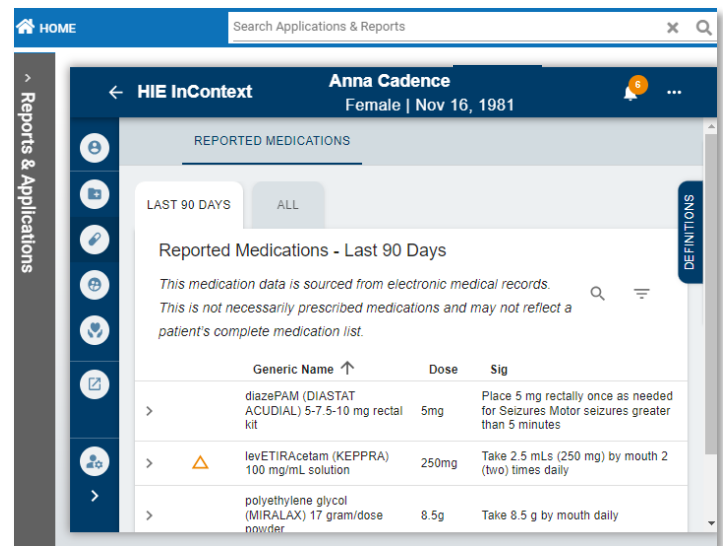 HOME
Search Applications & Reports
Reports & Applications
HIE InContext
Anna Cadence
Female | Nov 16, 1981
6
REPORTED MEDICATIONS
LAST 90 DAYS
ALL
DEFINITIONS
Reported Medications - Last 90 Days
This medication data is sourced from electronic medical records.
This is not necessarily prescribed medications and may not reflect a
patient's complete medication list.
Generic Name Dose Sig
diazePAM (DIASTAT
ACUDIAL) 5-7.5-10 mg rectal
kit
5mg
Place 5 mg rectally once as needed
for Seizures Motor seizures greater
than 5 minutes
levETIRAcetam (KEPPRA)
100 mg/mL solution
250mg
Take 2.5 mLs (250 mg) by mouth 2
(two) times daily
polyethylene glycol
(MIRALAX) 17 gram/dose
powder
8.5g
Take 8.5 g by mouth daily